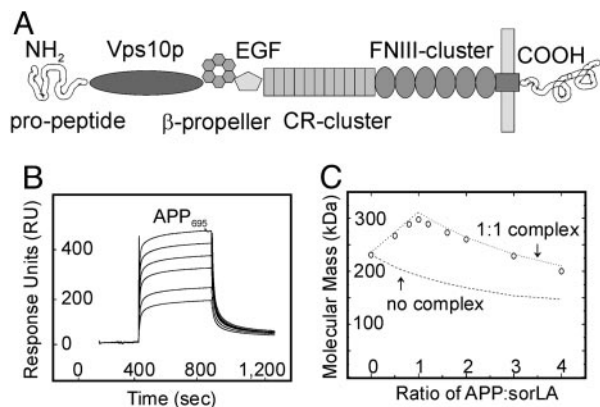 A
NH2
Vps10p
EGF
FNIII-cluster
COOH
pro-peptide
β-propeller
CR-cluster
B
Response Units (RU)
400
200
0
APP695
0 400 800 1,200
Time (sec)
C
Molecular Mass (kDa)
300
200
100
1:1 complex
no complex
0 1 2 3 4
Ratio of APP:sorLA